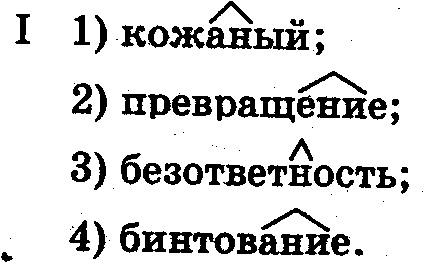 I 1) кожаный;
2) превращение;
3) безответность;
4) бинтование.